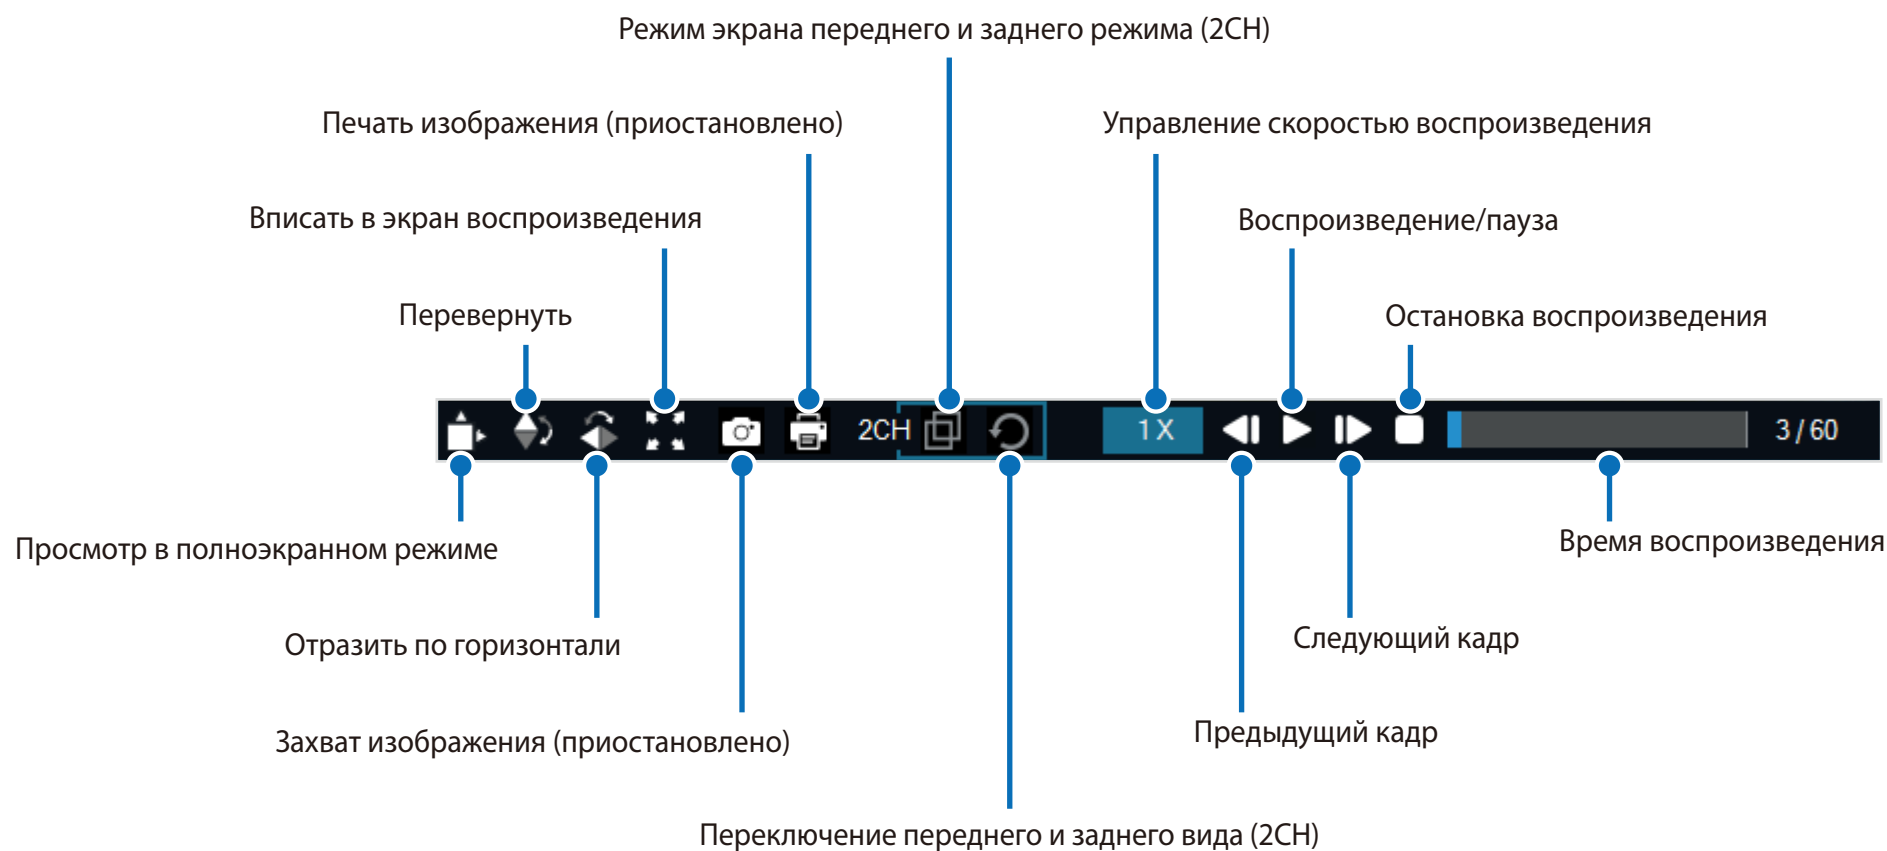 Режим экрана переднего и заднего режима (2CH)
Печать изображения (приостановлено)
Управление скоростью воспроизведения
Вписать в экран воспроизведения
Воспроизведение/пауза
Перевернуть
Остановка воспроизведения
2CH
1X
3 / 60
Просмотр в полноэкранном режиме
Время воспроизведения
Отразить по горизонтали
Следующий кадр
Захват изображения (приостановлено)
Предыдущий кадр
Переключение переднего и заднего вида (2CH)